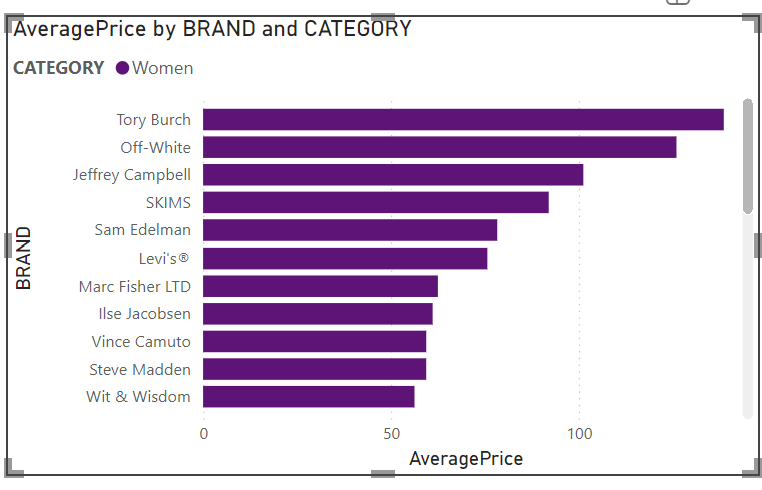 AveragePrice by BRAND and CATEGORY
CATEGORY Women
Tory Burch
Off-White
Jeffrey Campbell
SKIMS
Sam Edelman
Levi's®
Marc Fisher LTD
Ilse Jacobsen
Vince Camuto
Steve Madden
Wit & Wisdom
BRAND
0 50 100
AveragePrice